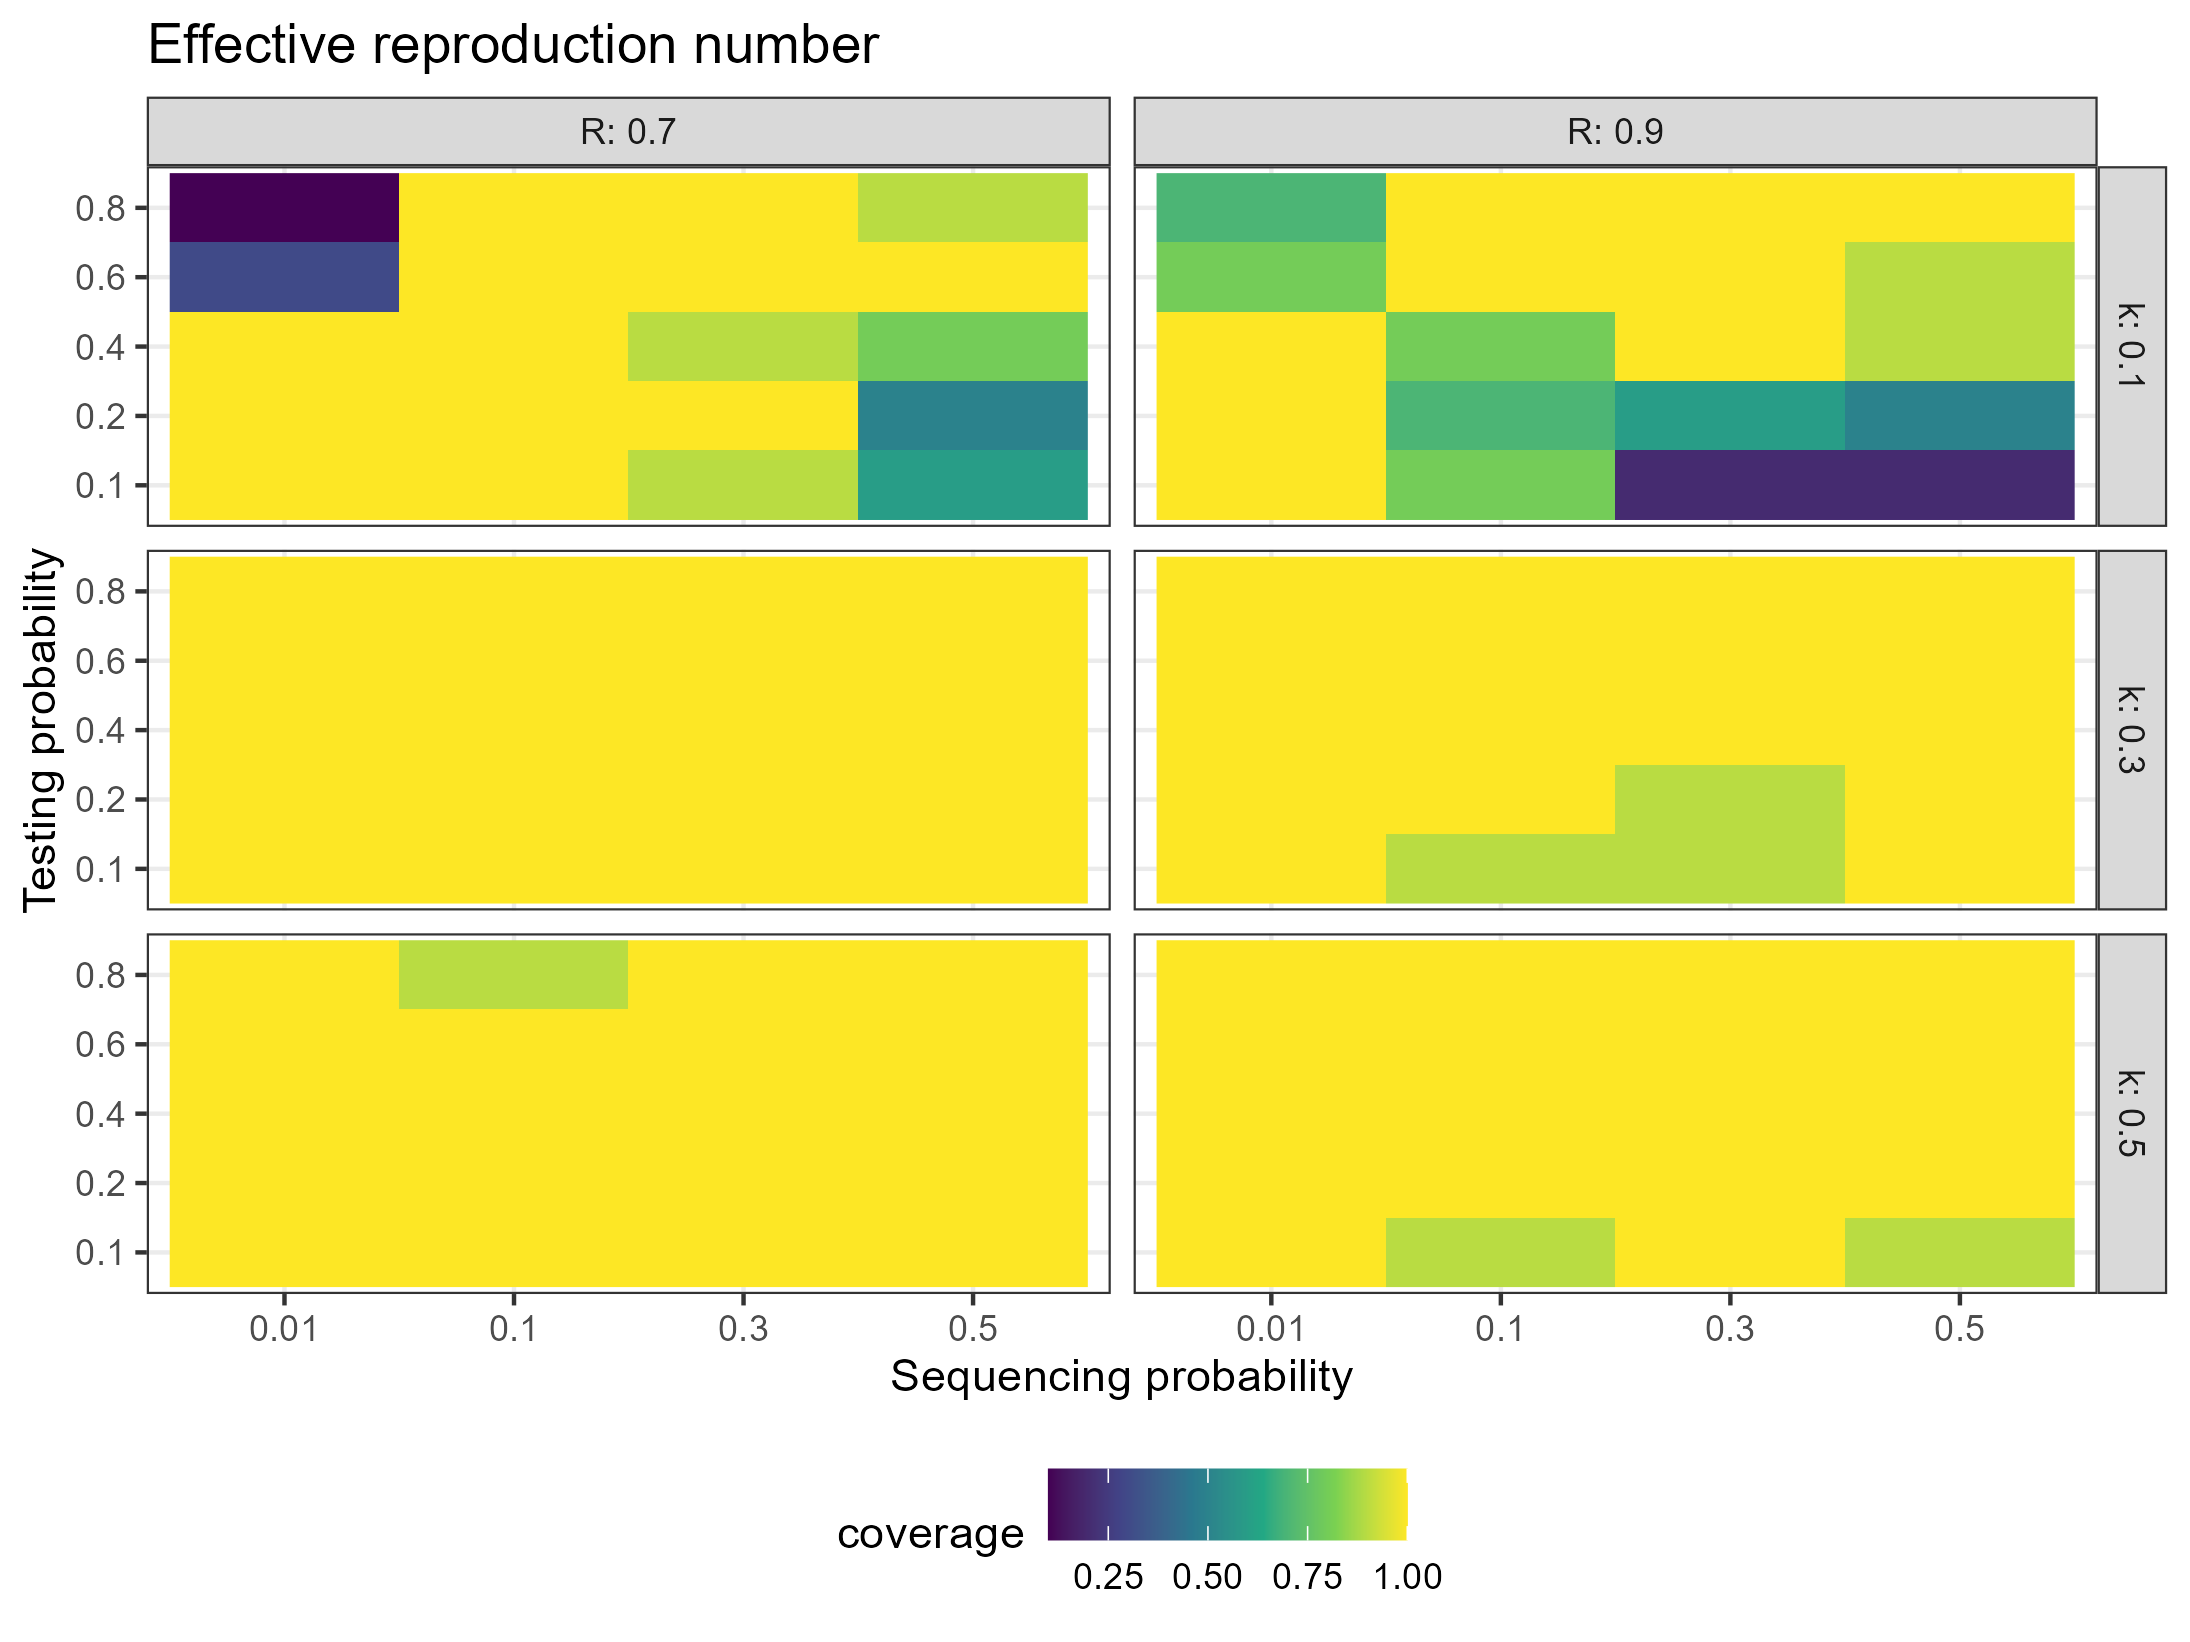 Effective reproduction number
R: 0.7
R: 0.9
0.8
0.6
0.4
0.2
0.1
k: 0.1
0.8
0.6
0.4
0.2
0.1
k: 0.3
0.8
0.6
0.4
0.2
0.1
k: 0.5
Testing probability
0.01 0.1 0.3 0.5
0.01 0.1 0.3 0.5
Sequencing probability
coverage
0.25 0.50 0.75 1.00